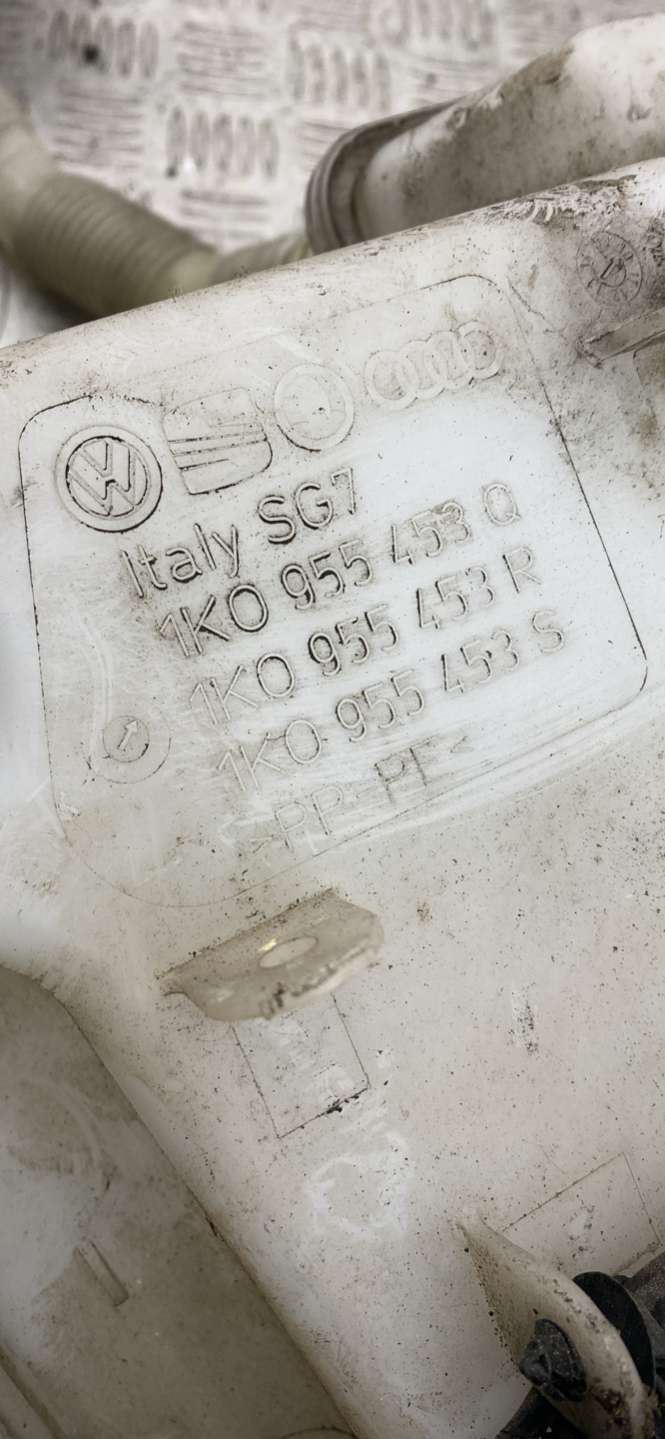 Italy SG7
1K0 955 453 Q
1K0 955 453 R
1K0 955 453 S
>PP-PE<